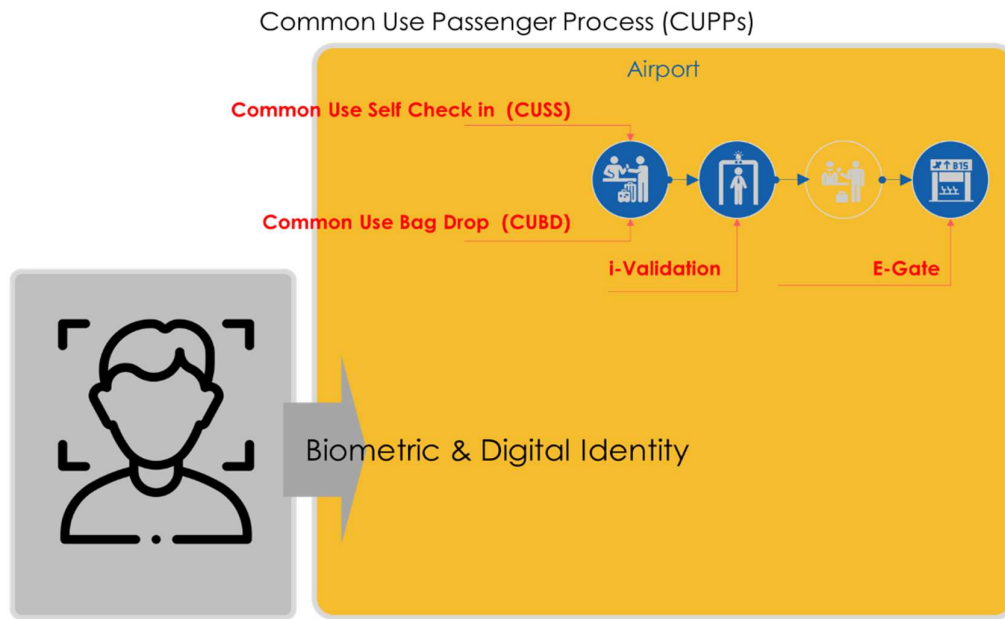 Common Use Passenger Process (CUPPs)
Airport
Common Use Self Check in (CUSS)
B15
Common Use Bag Drop (CUBD)
i-Validation
E-Gate
Biometric & Digital Identity